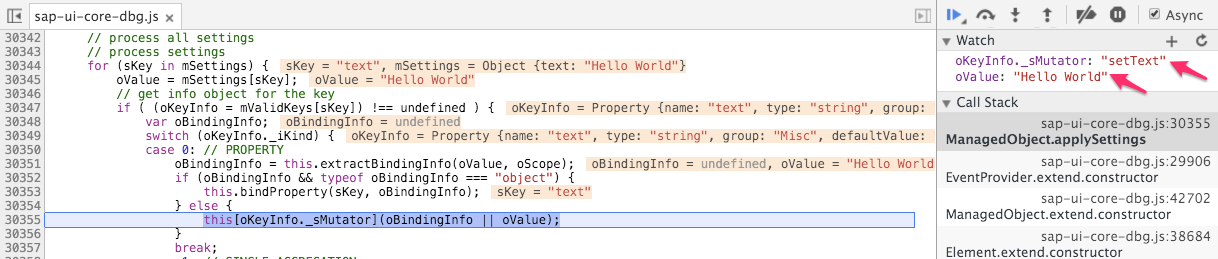 sap-ui-core-dbg.js ×
30342 // process all settings
30343 // process settings
30344 for (sKey in mSettings) { sKey = "text", mSettings = Object {text: "Hello World"}
30345 oValue = mSettings[sKey]; oValue = "Hello World"
30346 // get info object for the key
30347 if ( (oKeyInfo = mValidKeys[sKey]) !== undefined ) { oKeyInfo = Property {name: "text", type: "string", group:
30348 var oBindingInfo; oBindingInfo = undefined
30349 switch (oKeyInfo._iKind) { oKeyInfo = Property {name: "text", type: "string", group: "Misc", defaultValue:
30350 case 0: // PROPERTY
30351 oBindingInfo = this.extractBindingInfo(oValue, oScope); oBindingInfo = undefined, oValue = "Hello World
30352 if (oBindingInfo && typeof oBindingInfo === "object") {
30353 this.bindProperty(sKey, oBindingInfo); sKey = "text"
30354 } else {
30355 this[oKeyInfo._sMutator](oBindingInfo || oValue);
30356 }
30357 break;
Async
Watch
oKeyInfo._sMutator: "setText"
oValue: "Hello World"
Call Stack
sap-ui-core-dbg.js:30355
ManagedObject.applySettings
sap-ui-core-dbg.js:29906
EventProvider.extend.constructor
sap-ui-core-dbg.js:42702
ManagedObject.extend.constructor
sap-ui-core-dbg.js:38684
Element.extend.constructor